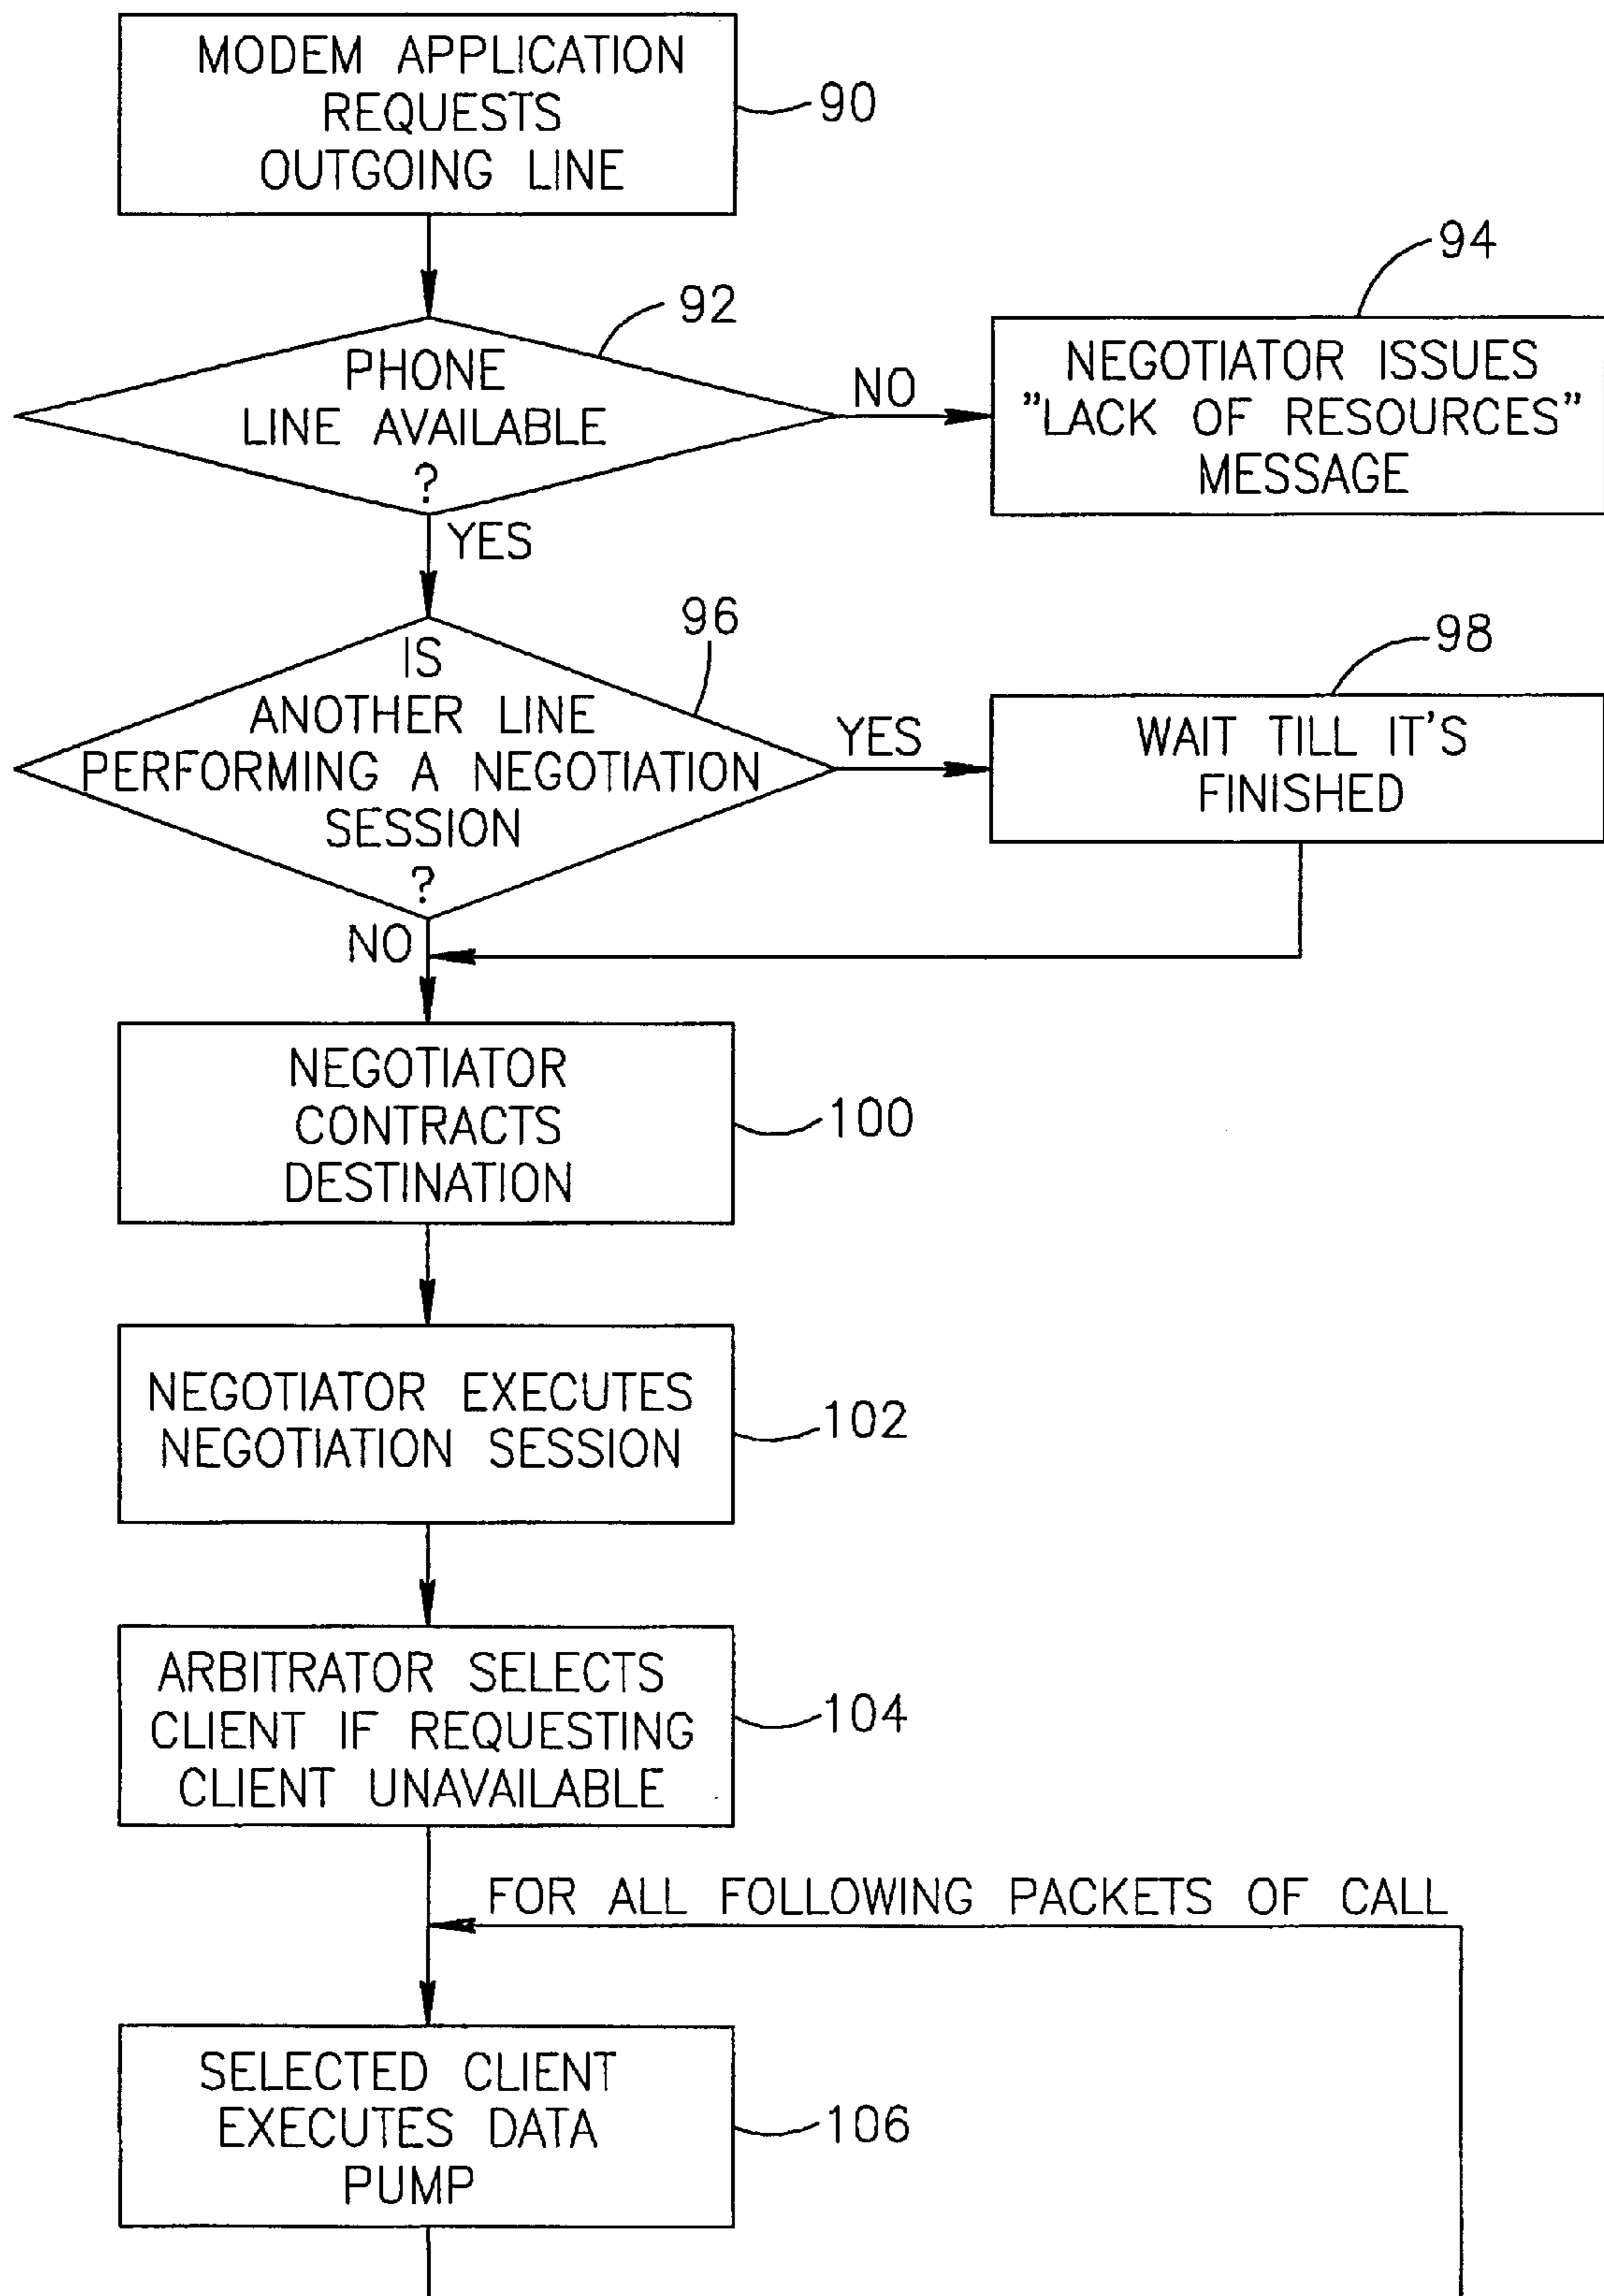 MODEM APPLICATION
REQUESTS
OUTGOING LINE
90
92
94
PHONE
LINE AVAILABLE
?
NO
NEGOTIATOR ISSUES
"LACK OF RESOURCES"
MESSAGE
YES
96
98
IS
ANOTHER LINE
PERFORMING A NEGOTIATION
SESSION
?
YES
WAIT TILL IT'S
FINISHED
NO
NEGOTIATOR
CONTRACTS
DESTINATION
100
NEGOTIATOR EXECUTES
NEGOTIATION SESSION
102
ARBITRATOR SELECTS
CLIENT IF REQUESTING
CLIENT UNAVAILABLE
104
FOR ALL FOLLOWING PACKETS OF CALL
SELECTED CLIENT
EXECUTES DATA
PUMP
106